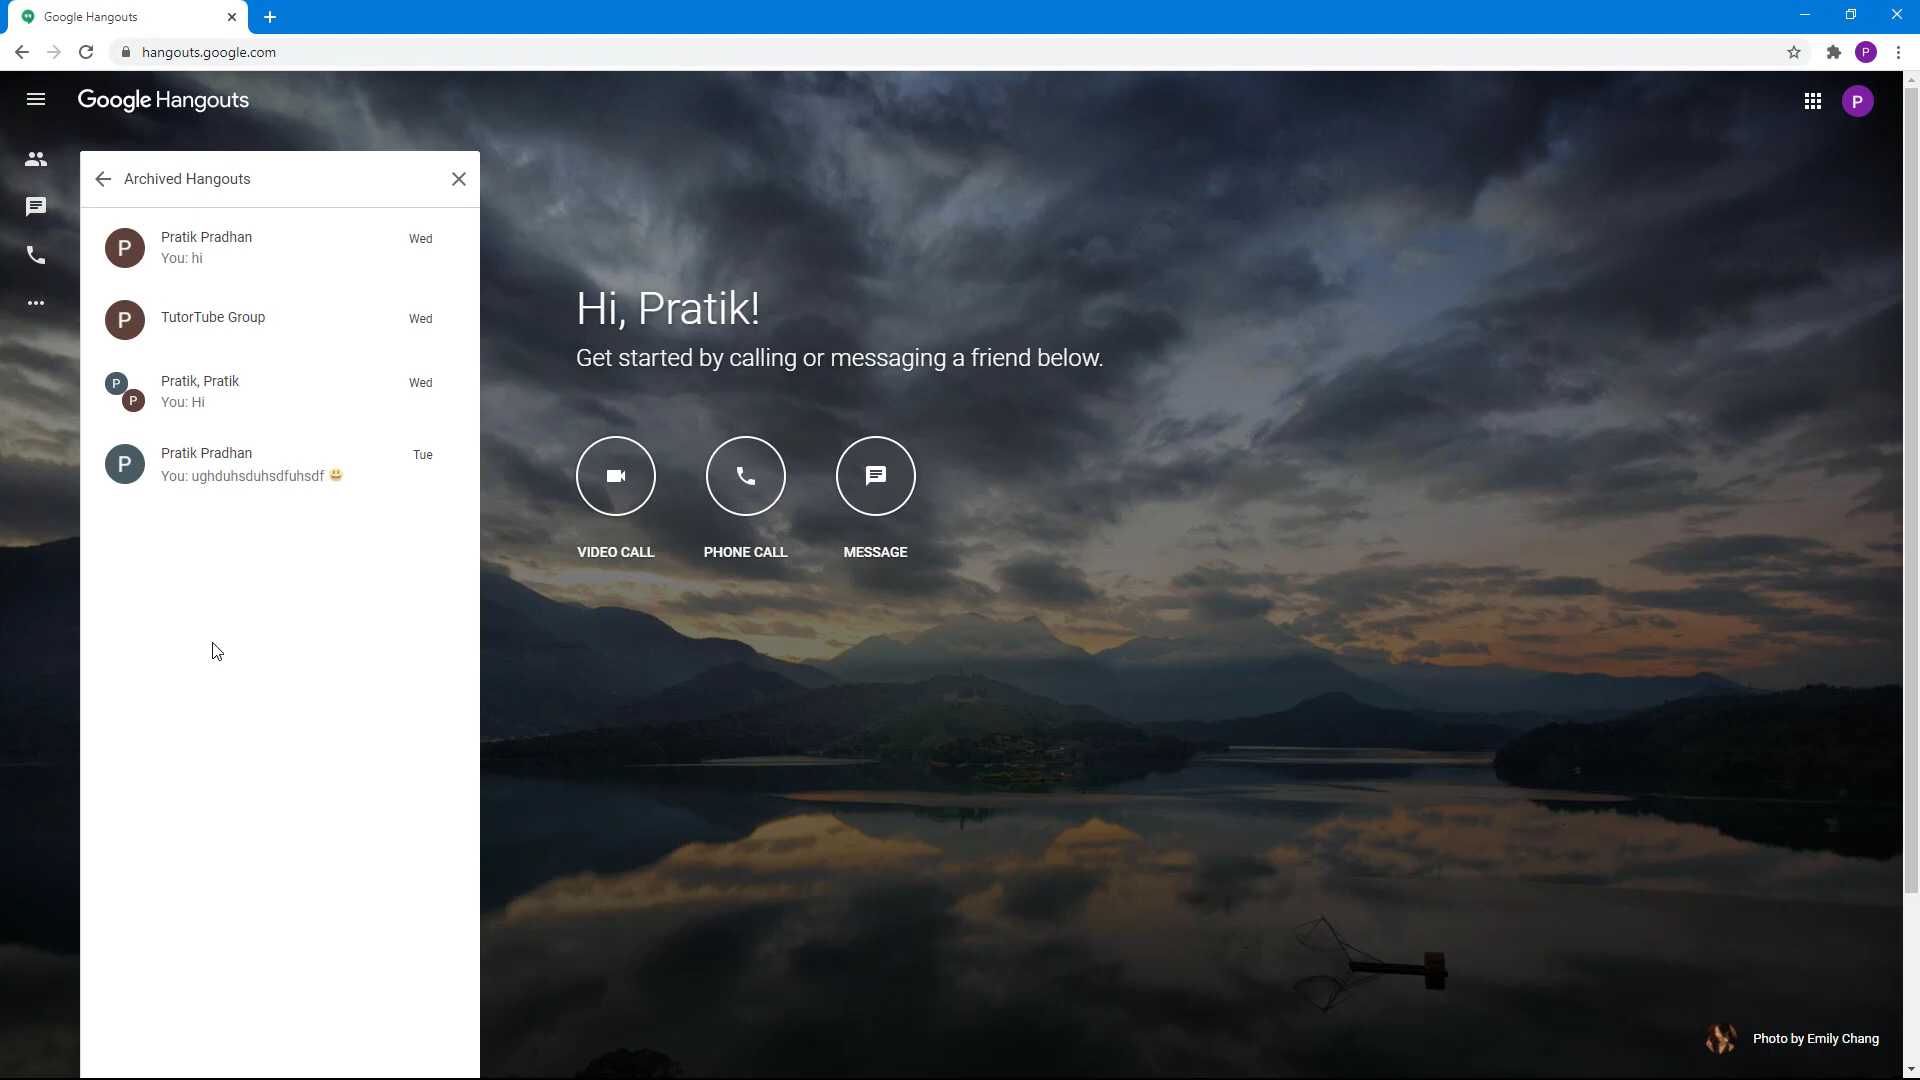 Google Hangouts
hangouts.google.com
P
Google Hangouts
P
Archived Hangouts
P
Pratik Pradhan
Wed
You: hi
P
TutorTube Group
Wed
P
P
Pratik, Pratik
Wed
You: Hi
P
Pratik Pradhan
Tue
You: ughduhsduhsdfuhsdf 😃
Hi, Pratik!
Get started by calling or messaging a friend below.
VIDEO CALL
PHONE CALL
MESSAGE
Photo by Emily Chang